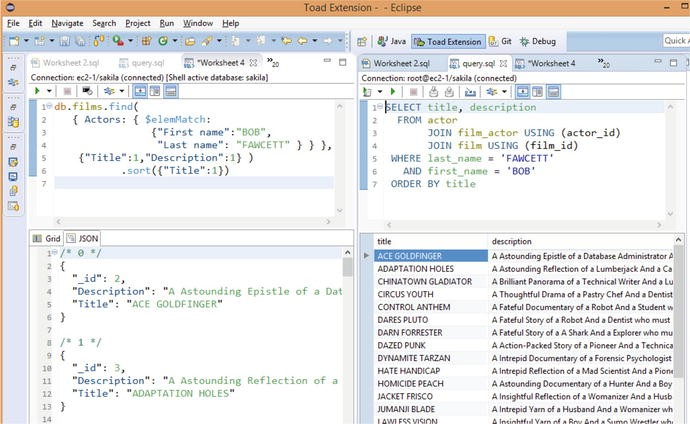 Toad Extension - - Eclipse
File Edit Navigate Search Project Run Window Help
Java Toad Extension Git Debug
Worksheet 2.sql query.sql *Worksheet 4 »20
Connection: ec2-1/sakila (connected) [Shell active database: sakila]
1 db.films.find(
2 { Actors: { $elemMatch:
3 {"First name":"BOB",
4 "Last name": "FAWCETT" } } },
5 {"Title":1,"Description":1} )
6 .sort({"Title":1})
7
Grid JSON
1 /* 0 */
2 {
3 "_id": 2,
4 "Description": "A Astounding Epistle of a Dat
5 "Title": "ACE GOLDFINGER"
6 }
7
8 /* 1 */
9 {
10 "_id": 3,
11 "Description": "A Astounding Reflection of a
12 "Title": "ADAPTATION HOLES"
13 }
14
Quick A
Worksheet 2.sql query.sql *Worksheet 4 »20
Connection: root@ec2-1/sakila (connected)
1 SELECT title, description
2 FROM actor
3 JOIN film_actor USING (actor_id)
4 JOIN film USING (film_id)
5 WHERE last_name = 'FAWCETT'
6 AND first_name = 'BOB'
7 ORDER BY title
title description
ACE GOLDFINGER A Astounding Epistle of a Database Administrator A
ADAPTATION HOLES A Astounding Reflection of a Lumberjack And a Ca
CHINATOWN GLADIATOR A Brilliant Panorama of a Technical Writer And a Lu
CIRCUS YOUTH A Thoughtful Drama of a Pastry Chef And a Dentist
CONTROL ANTHEM A Fateful Documentary of a Robot And a Student w
DARES PLUTO A Fateful Story of a Robot And a Dentist who must
DARN FORRESTER A Fateful Story of a A Shark And a Explorer who mu
DAZED PUNK A Action-Packed Story of a Pioneer And a Technica
DYNAMITE TARZAN A Intrepid Documentary of a Forensic Psychologist
HATE HANDICAP A Intrepid Reflection of a Mad Scientist And a Pione
HOMICIDE PEACH A Astounding Documentary of a Hunter And a Boy
JACKET FRISCO A Insightful Reflection of a Womanizer And a Husb
JUMANJI BLADE A Intrepid Yarn of a Husband And a Womanizer wh
LAWLESS VISION A Insightful Yarn of a Boy And a Sumo Wrestler who